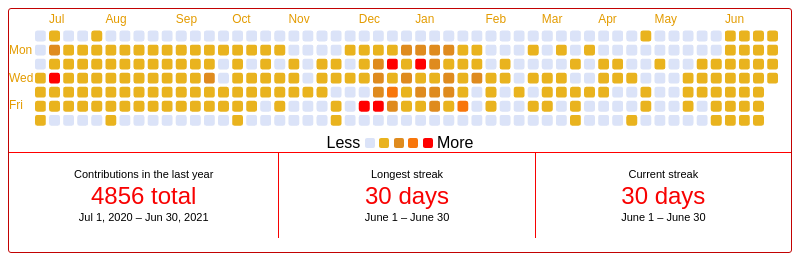 Jul Aug Sep Oct Nov Dec Jan Feb Mar Apr May Jun
Mon
Wed
Fri
Less More
Contributions in the last year
4856 total
Jul 1, 2020 – Jun 30, 2021
Longest streak
30 days
June 1 – June 30
Current streak
30 days
June 1 – June 30